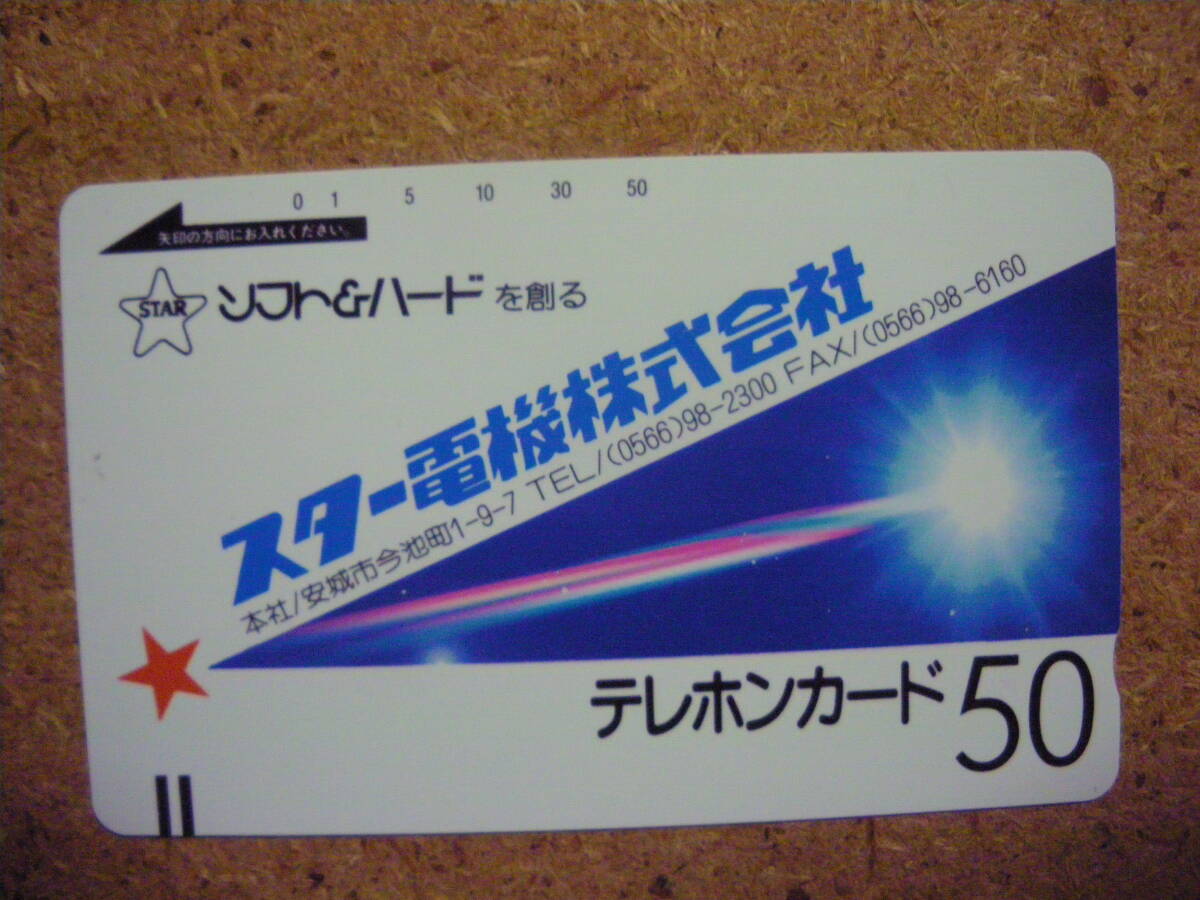 0 1 5 10 30 50
矢印の方向にお入れください。
STAR
ソフト&ハードを創る
スター電機株式会社
本社/安城市今池町1-9-7 TEL/(0566)98-2300 FAX/(0566)98-6160
テレホンカード50